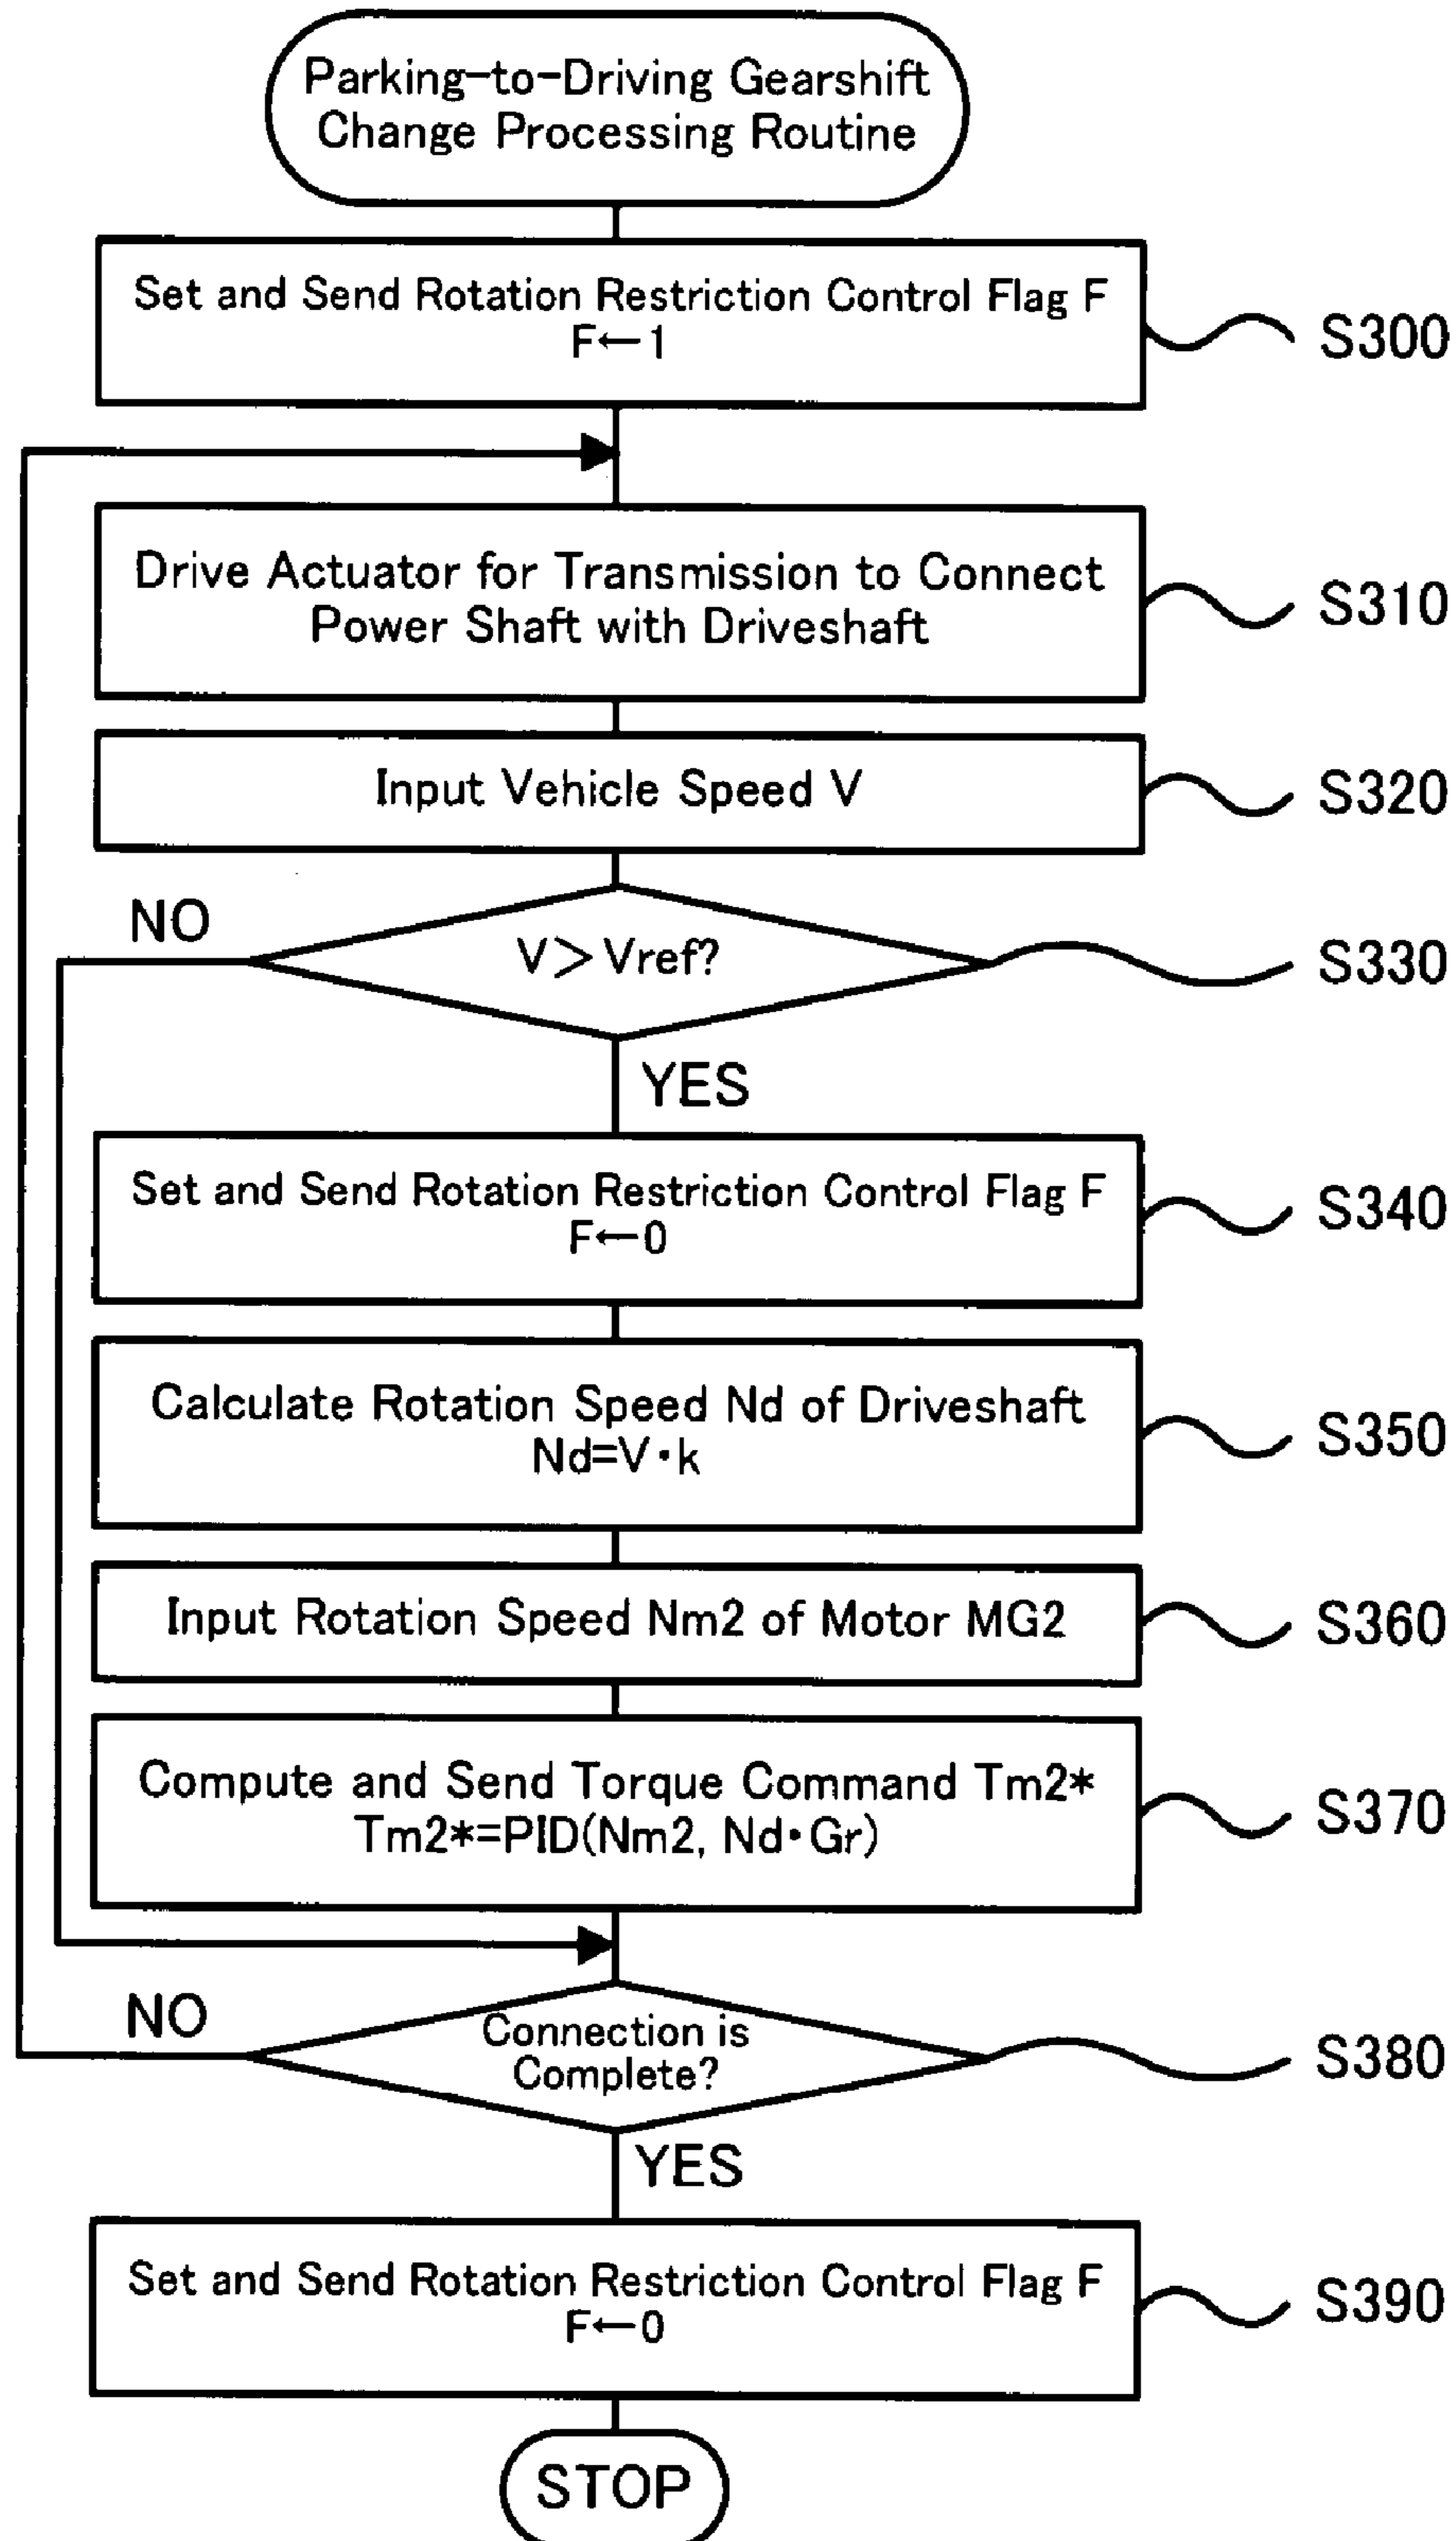 Parking-to-Driving Gearshift
Change Processing Routine
Set and Send Rotation Restriction Control Flag F
F←1
S300
Drive Actuator for Transmission to Connect
Power Shaft with Driveshaft
S310
Input Vehicle Speed V
S320
NO
V>Vref?
S330
YES
Set and Send Rotation Restriction Control Flag F
F←0
S340
Calculate Rotation Speed Nd of Driveshaft
Nd=V・k
S350
Input Rotation Speed Nm2 of Motor MG2
S360
Compute and Send Torque Command Tm2*
Tm2*=PID(Nm2, Nd・Gr)
S370
NO
Connection is
Complete?
S380
YES
Set and Send Rotation Restriction Control Flag F
F←0
S390
STOP